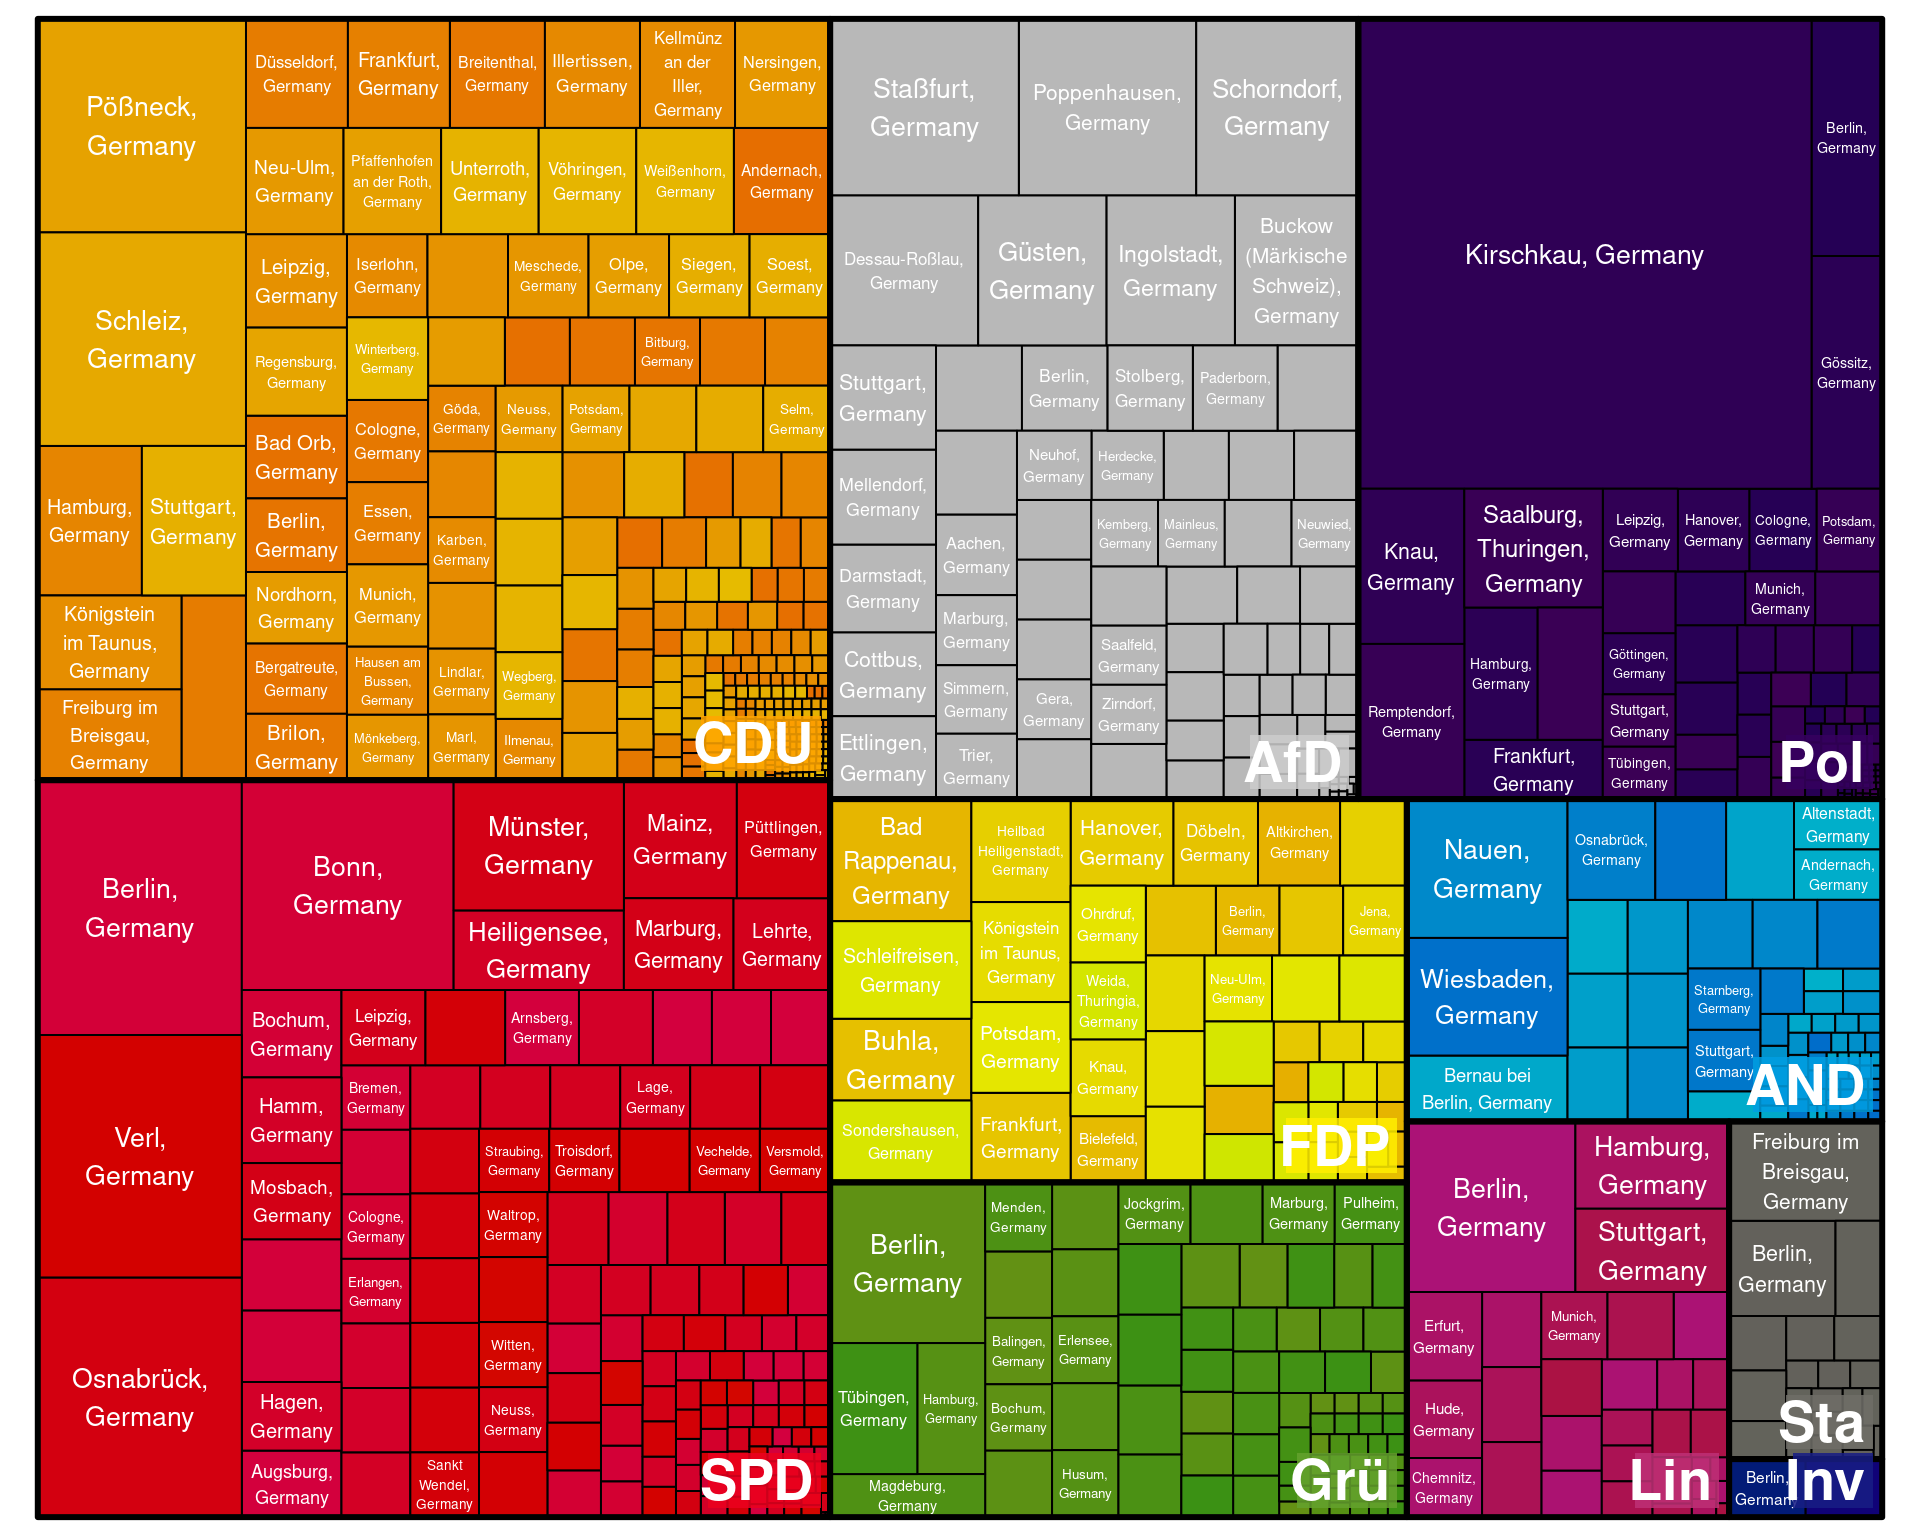 Pößneck,
Germany
Schleiz,
Germany
Hamburg,
Germany
Stuttgart,
Germany
Königstein
im Taunus,
Germany
Freiburg im
Breisgau,
Germany
Düsseldorf,
Germany
Frankfurt,
Germany
Breitenthal,
Germany
Illertissen,
Germany
Kellmünz
an der
Iller,
Germany
Nersingen,
Germany
Neu-Ulm,
Germany
Pfaffenhofen
an der Roth,
Germany
Unterroth,
Germany
Vöhringen,
Germany
Weißenhorn,
Germany
Andernach,
Germany
Leipzig,
Germany
Regensburg,
Germany
Bad Orb,
Germany
Berlin,
Germany
Nordhorn,
Germany
Bergatreute,
Germany
Brilon,
Germany
Iserlohn,
Germany
Meschede,
Germany
Olpe,
Germany
Siegen,
Germany
Soest,
Germany
Winterberg,
Germany
Cologne,
Germany
Essen,
Germany
Munich,
Germany
Hausen am
Bussen,
Germany
Mönkeberg,
Germany
Bitburg,
Germany
Göda,
Germany
Neuss,
Germany
Potsdam,
Germany
Selm,
Germany
Karben,
Germany
Lindlar,
Germany
Marl,
Germany
Wegberg,
Germany
Ilmenau,
Germany
CDU
Staßfurt,
Germany
Poppenhausen,
Germany
Schorndorf,
Germany
Dessau-Roßlau,
Germany
Güsten,
Germany
Ingolstadt,
Germany
Buckow
(Märkische
Schweiz),
Germany
Stuttgart,
Germany
Mellendorf,
Germany
Darmstadt,
Germany
Cottbus,
Germany
Ettlingen,
Germany
Berlin,
Germany
Stolberg,
Germany
Paderborn,
Germany
Neuhof,
Germany
Herdecke,
Germany
Kemberg,
Germany
Mainleus,
Germany
Neuwied,
Germany
Aachen,
Germany
Marburg,
Germany
Simmern,
Germany
Trier,
Germany
Gera,
Germany
Saalfeld,
Germany
Zirndorf,
Germany
AfD
Kirschkau, Germany
Berlin,
Germany
Gössitz,
Germany
Knau,
Germany
Remptendorf,
Germany
Saalburg,
Thuringen,
Germany
Hamburg,
Germany
Frankfurt,
Germany
Leipzig,
Germany
Hanover,
Germany
Cologne,
Germany
Potsdam,
Germany
Munich,
Germany
Göttingen,
Germany
Stuttgart,
Germany
Tübingen,
Germany
Pol
Berlin,
Germany
Verl,
Germany
Osnabrück,
Germany
Bonn,
Germany
Münster,
Germany
Heiligensee,
Germany
Mainz,
Germany
Püttlingen,
Germany
Marburg,
Germany
Lehrte,
Germany
Bochum,
Germany
Hamm,
Germany
Mosbach,
Germany
Hagen,
Germany
Augsburg,
Germany
Leipzig,
Germany
Arnsberg,
Germany
Bremen,
Germany
Lage,
Germany
Straubing,
Germany
Troisdorf,
Germany
Vechelde,
Germany
Versmold,
Germany
Cologne,
Germany
Erlangen,
Germany
Waltrop,
Germany
Witten,
Germany
Neuss,
Germany
Sankt
Wendel,
Germany
SPD
Bad
Rappenau,
Germany
Schleifreisen,
Germany
Buhla,
Germany
Sondershausen,
Germany
Heilbad
Heiligenstadt,
Germany
Königstein
im Taunus,
Germany
Potsdam,
Germany
Frankfurt,
Germany
Hanover,
Germany
Döbeln,
Germany
Altkirchen,
Germany
Ohrdruf,
Germany
Weida,
Thuringia,
Germany
Knau,
Germany
Bielefeld,
Germany
Berlin,
Germany
Jena,
Germany
Neu-Ulm,
Germany
FDP
Nauen,
Germany
Wiesbaden,
Germany
Bernau bei
Berlin, Germany
Osnabrück,
Germany
Altenstadt,
Germany
Andernach,
Germany
Starnberg,
Germany
Stuttgart,
Germany
AND
Berlin,
Germany
Tübingen,
Germany
Hamburg,
Germany
Magdeburg,
Germany
Menden,
Germany
Balingen,
Germany
Bochum,
Germany
Erlensee,
Germany
Husum,
Germany
Jockgrim,
Germany
Marburg,
Germany
Pulheim,
Germany
Grü
Berlin,
Germany
Hamburg,
Germany
Stuttgart,
Germany
Erfurt,
Germany
Hude,
Germany
Chemnitz,
Germany
Munich,
Germany
Lin
Freiburg im
Breisgau,
Germany
Berlin,
Germany
Sta
Berlin,
Germany
Inv